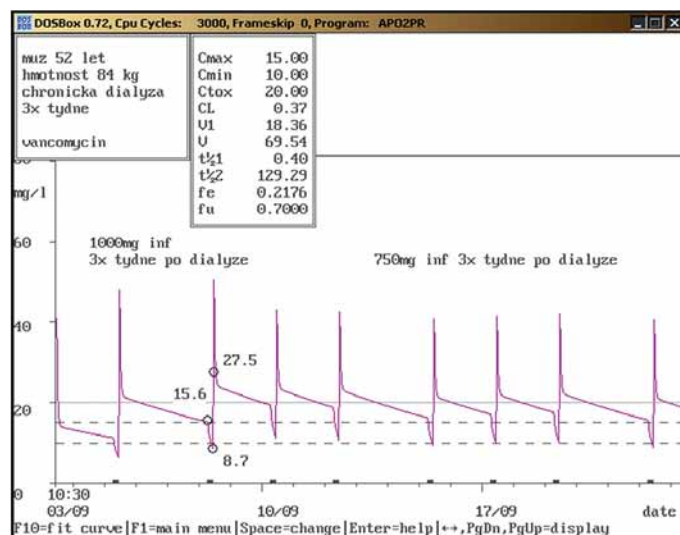 DOSBox 0.72, Cpu Cycles: 3000, Frameskip 0, Program: APO2PR
muz 52 let
hmotnost 84 kg
chronicka dialyza
3x tydne
vancomycin
Cmax 15.00
Cmin 10.00
Ctox 20.00
CL 0.37
V1 18.36
V 69.54
t½1 0.40
t½2 129.29
fe 0.2176
fu 0.7000
mg/l
60
40
20
0
1000mg inf
3x tydne po dialyze
750mg inf 3x tydne po dialyze
27.5
15.6
8.7
10:30
03/09
10/09
17/09
date
F10=fit curve|F1=main menu|Space=change|Enter=help|↔,PgDn,PgUp=display